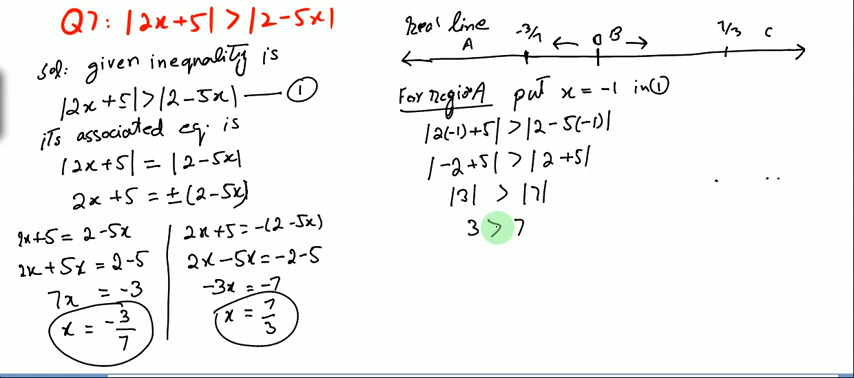 Q7: |2x+5| > |2-5x|
Sol: given inequality is
|2x+5| > |2-5x| — ①
its associated eq. is
|2x+5| = |2-5x|
2x+5 = ±(2-5x)
2x+5 = 2-5x
2x+5x = 2-5
7x = -3
x = -3/7
2x+5 = -(2-5x)
2x-5x = -2-5
-3x = -7
x = 7/3
Real line
A -3/7 0 B 7/3 C
For region A put x = -1 in ①
|2(-1)+5| > |2-5(-1)|
|-2+5| > |2+5|
|3| > |7|
3 > 7